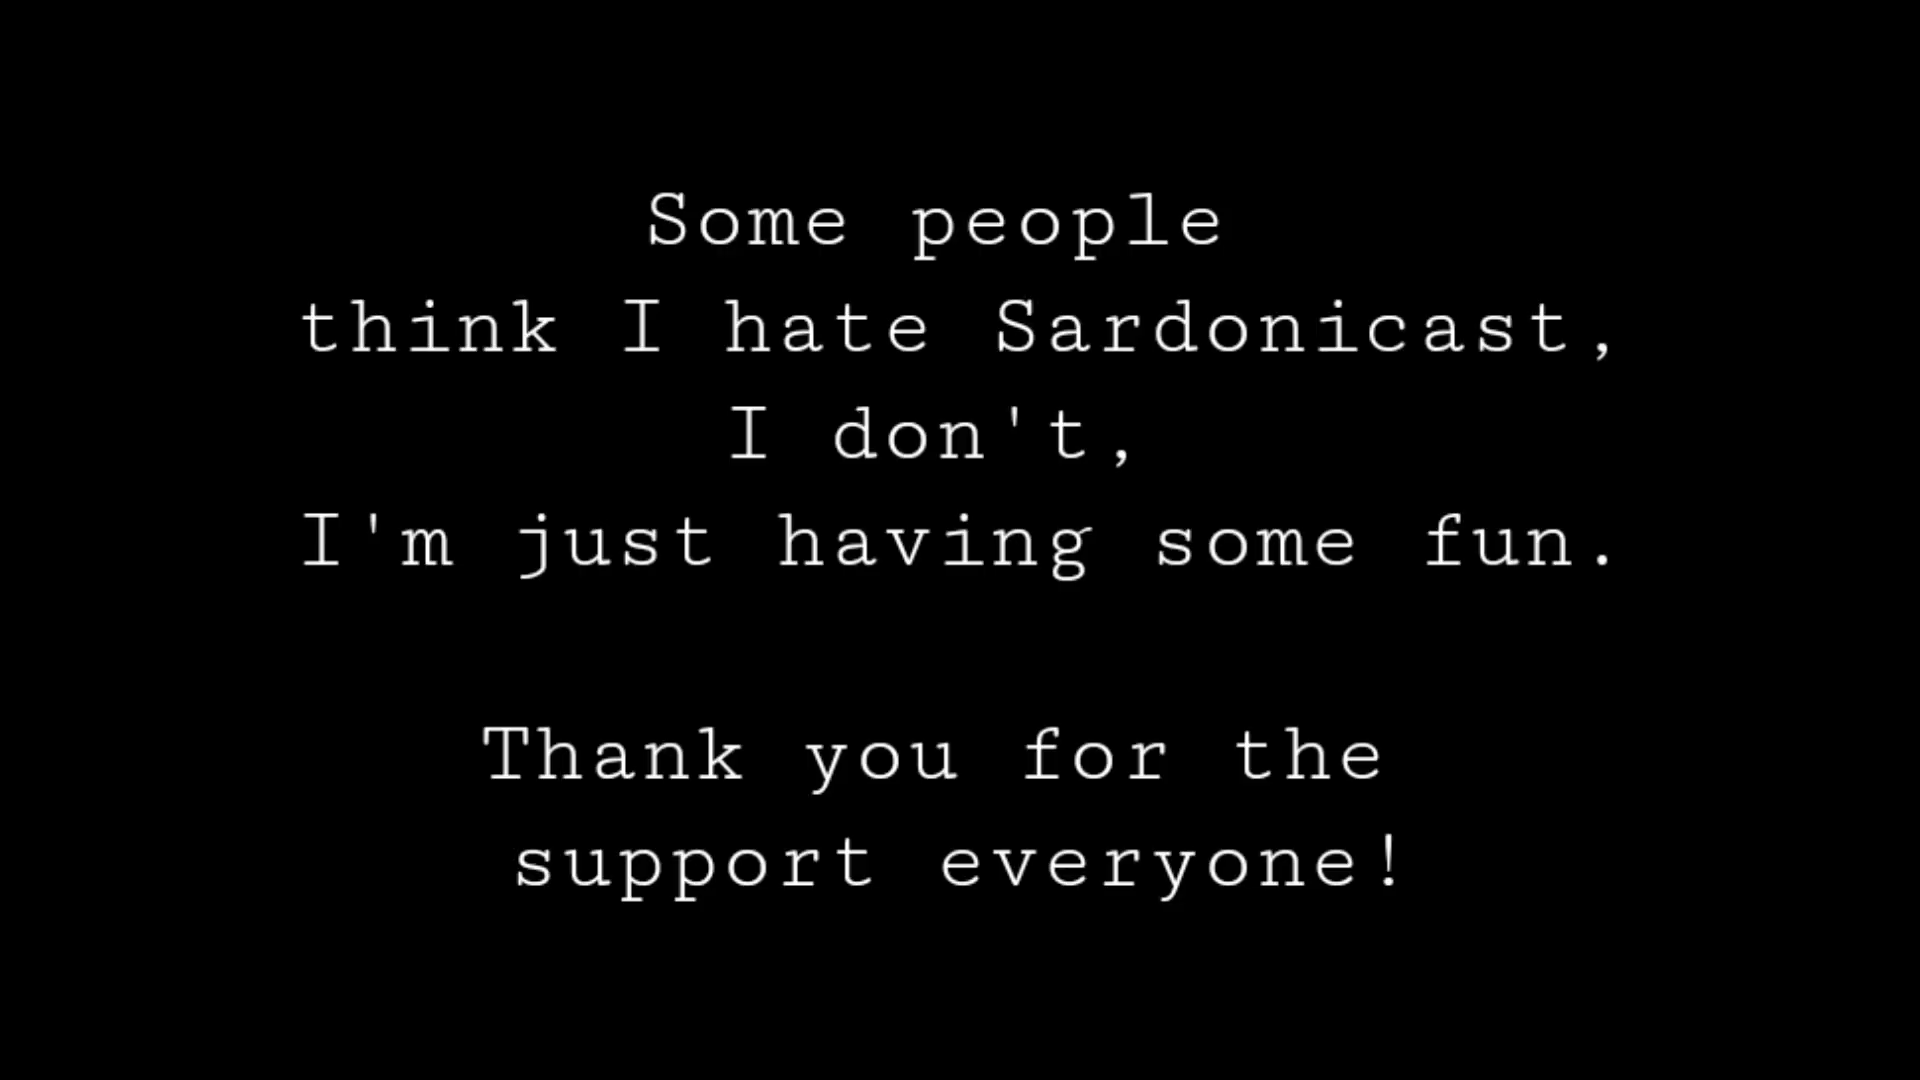 Some people
think I hate Sardonicast,
I don't,
I'm just having some fun.
Thank you for the
support everyone!